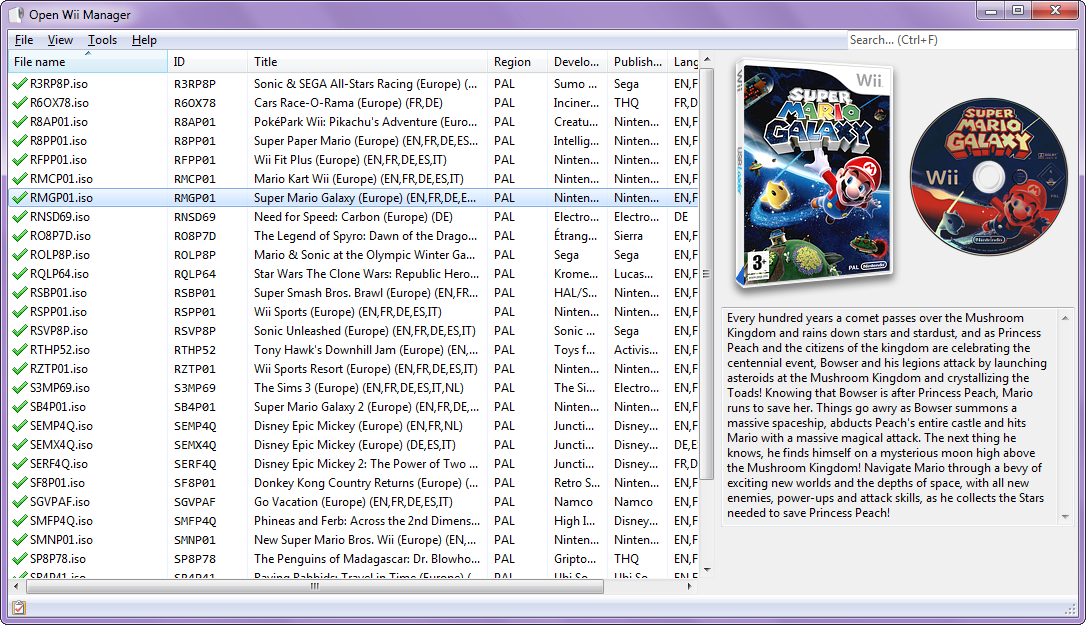 Open Wii Manager
File View Tools Help
Search... (Ctrl+F)
File name ID Title Region Develo... Publish... Lang
R3RP8P.iso R3RP8P Sonic & SEGA All-Stars Racing (Europe) (... PAL Sumo ... Sega EN,F
R6OX78.iso R6OX78 Cars Race-O-Rama (Europe) (FR,DE) PAL Inciner... THQ FR,D
R8AP01.iso R8AP01 PokéPark Wii: Pikachu's Adventure (Euro... PAL Creatu... Ninten... EN,F
R8PP01.iso R8PP01 Super Paper Mario (Europe) (EN,FR,DE,ES... PAL Intellig... Ninten... EN,F
RFPP01.iso RFPP01 Wii Fit Plus (Europe) (EN,FR,DE,ES,IT) PAL Ninten... Ninten... EN,F
RMCP01.iso RMCP01 Mario Kart Wii (Europe) (EN,FR,DE,ES,IT) PAL Ninten... Ninten... EN,F
RMGP01.iso RMGP01 Super Mario Galaxy (Europe) (EN,FR,DE,E... PAL Ninten... Ninten... EN,F
RNSD69.iso RNSD69 Need for Speed: Carbon (Europe) (DE) PAL Electro... Electro... DE
RO8P7D.iso RO8P7D The Legend of Spyro: Dawn of the Drago... PAL Étrang... Sierra EN,F
ROLP8P.iso ROLP8P Mario & Sonic at the Olympic Winter Ga... PAL Sega Sega EN,F
RQLP64.iso RQLP64 Star Wars The Clone Wars: Republic Hero... PAL Krome... Lucas... EN,F
RSBP01.iso RSBP01 Super Smash Bros. Brawl (Europe) (EN,FR... PAL HAL/S... Ninten... EN,F
RSPP01.iso RSPP01 Wii Sports (Europe) (EN,FR,DE,ES,IT) PAL Ninten... Ninten... EN,F
RSVP8P.iso RSVP8P Sonic Unleashed (Europe) (EN,FR,DE,ES,IT) PAL Sonic ... Sega EN,F
RTHP52.iso RTHP52 Tony Hawk's Downhill Jam (Europe) (EN,... PAL Toys f... Activis... EN,F
RZTP01.iso RZTP01 Wii Sports Resort (Europe) (EN,FR,DE,ES,IT) PAL Ninten... Ninten... EN,F
S3MP69.iso S3MP69 The Sims 3 (Europe) (EN,FR,DE,ES,IT,NL) PAL The Si... Electro... EN,F
SB4P01.iso SB4P01 Super Mario Galaxy 2 (Europe) (EN,FR,DE,... PAL Ninten... Ninten... EN,F
SEMP4Q.iso SEMP4Q Disney Epic Mickey (Europe) (EN,FR,NL) PAL Juncti... Disney... EN,F
SEMX4Q.iso SEMX4Q Disney Epic Mickey (Europe) (DE,ES,IT) PAL Juncti... Disney... DE,E
SERF4Q.iso SERF4Q Disney Epic Mickey 2: The Power of Two ... PAL Juncti... Disney... FR,D
SF8P01.iso SF8P01 Donkey Kong Country Returns (Europe) (... PAL Retro S... Ninten... EN,F
SGVPAF.iso SGVPAF Go Vacation (Europe) (EN,FR,DE,ES,IT) PAL Namco Namco EN,F
SMFP4Q.iso SMFP4Q Phineas and Ferb: Across the 2nd Dimens... PAL High I... Disney... EN,F
SMNP01.iso SMNP01 New Super Mario Bros. Wii (Europe) (EN,... PAL Ninten... Ninten... EN,F
SP8P78.iso SP8P78 The Penguins of Madagascar: Dr. Blowho... PAL Gripto... THQ EN,F
SR4P41.iso SR4P41 Raving Rabbids: Travel in Time (Europe) (... PAL Ubi So... Ubi So... EN,F
Wii
SUPER
MARIO
GALAXY
3+
PAL Nintendo
SUPER
MARIO
GALAXY
Wii
Nintendo
Every hundred years a comet passes over the Mushroom
Kingdom and rains down stars and stardust, and as Princess
Peach and the citizens of the kingdom are celebrating the
centennial event, Bowser and his legions attack by launching
asteroids at the Mushroom Kingdom and crystallizing the
Toads! Knowing that Bowser is after Princess Peach, Mario
runs to save her. Things go awry as Bowser summons a
massive spaceship, abducts Peach's entire castle and hits
Mario with a massive magical attack. The next thing he
knows, he finds himself on a mysterious moon high above
the Mushroom Kingdom! Navigate Mario through a bevy of
exciting new worlds and the depths of space, with all new
enemies, power-ups and attack skills, as he collects the Stars
needed to save Princess Peach!